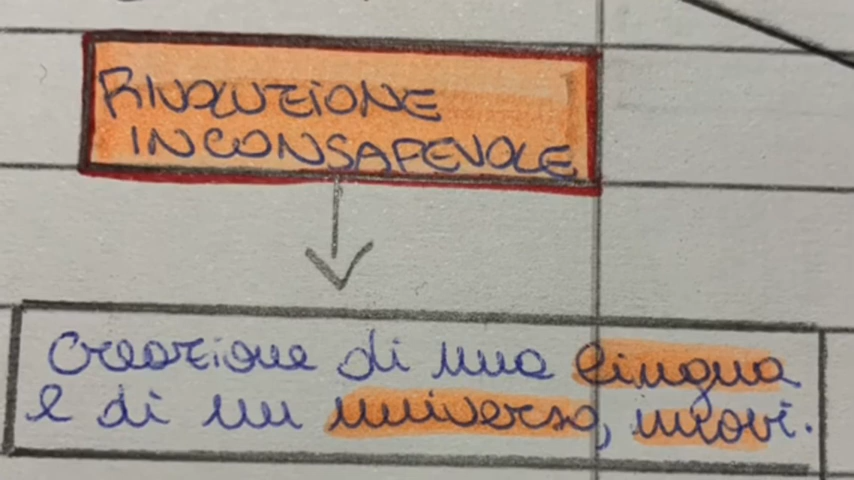 RIVOLUZIONE
INCONSAPEVOLE
Creazione di una lingua
e di un universo, nuovi.